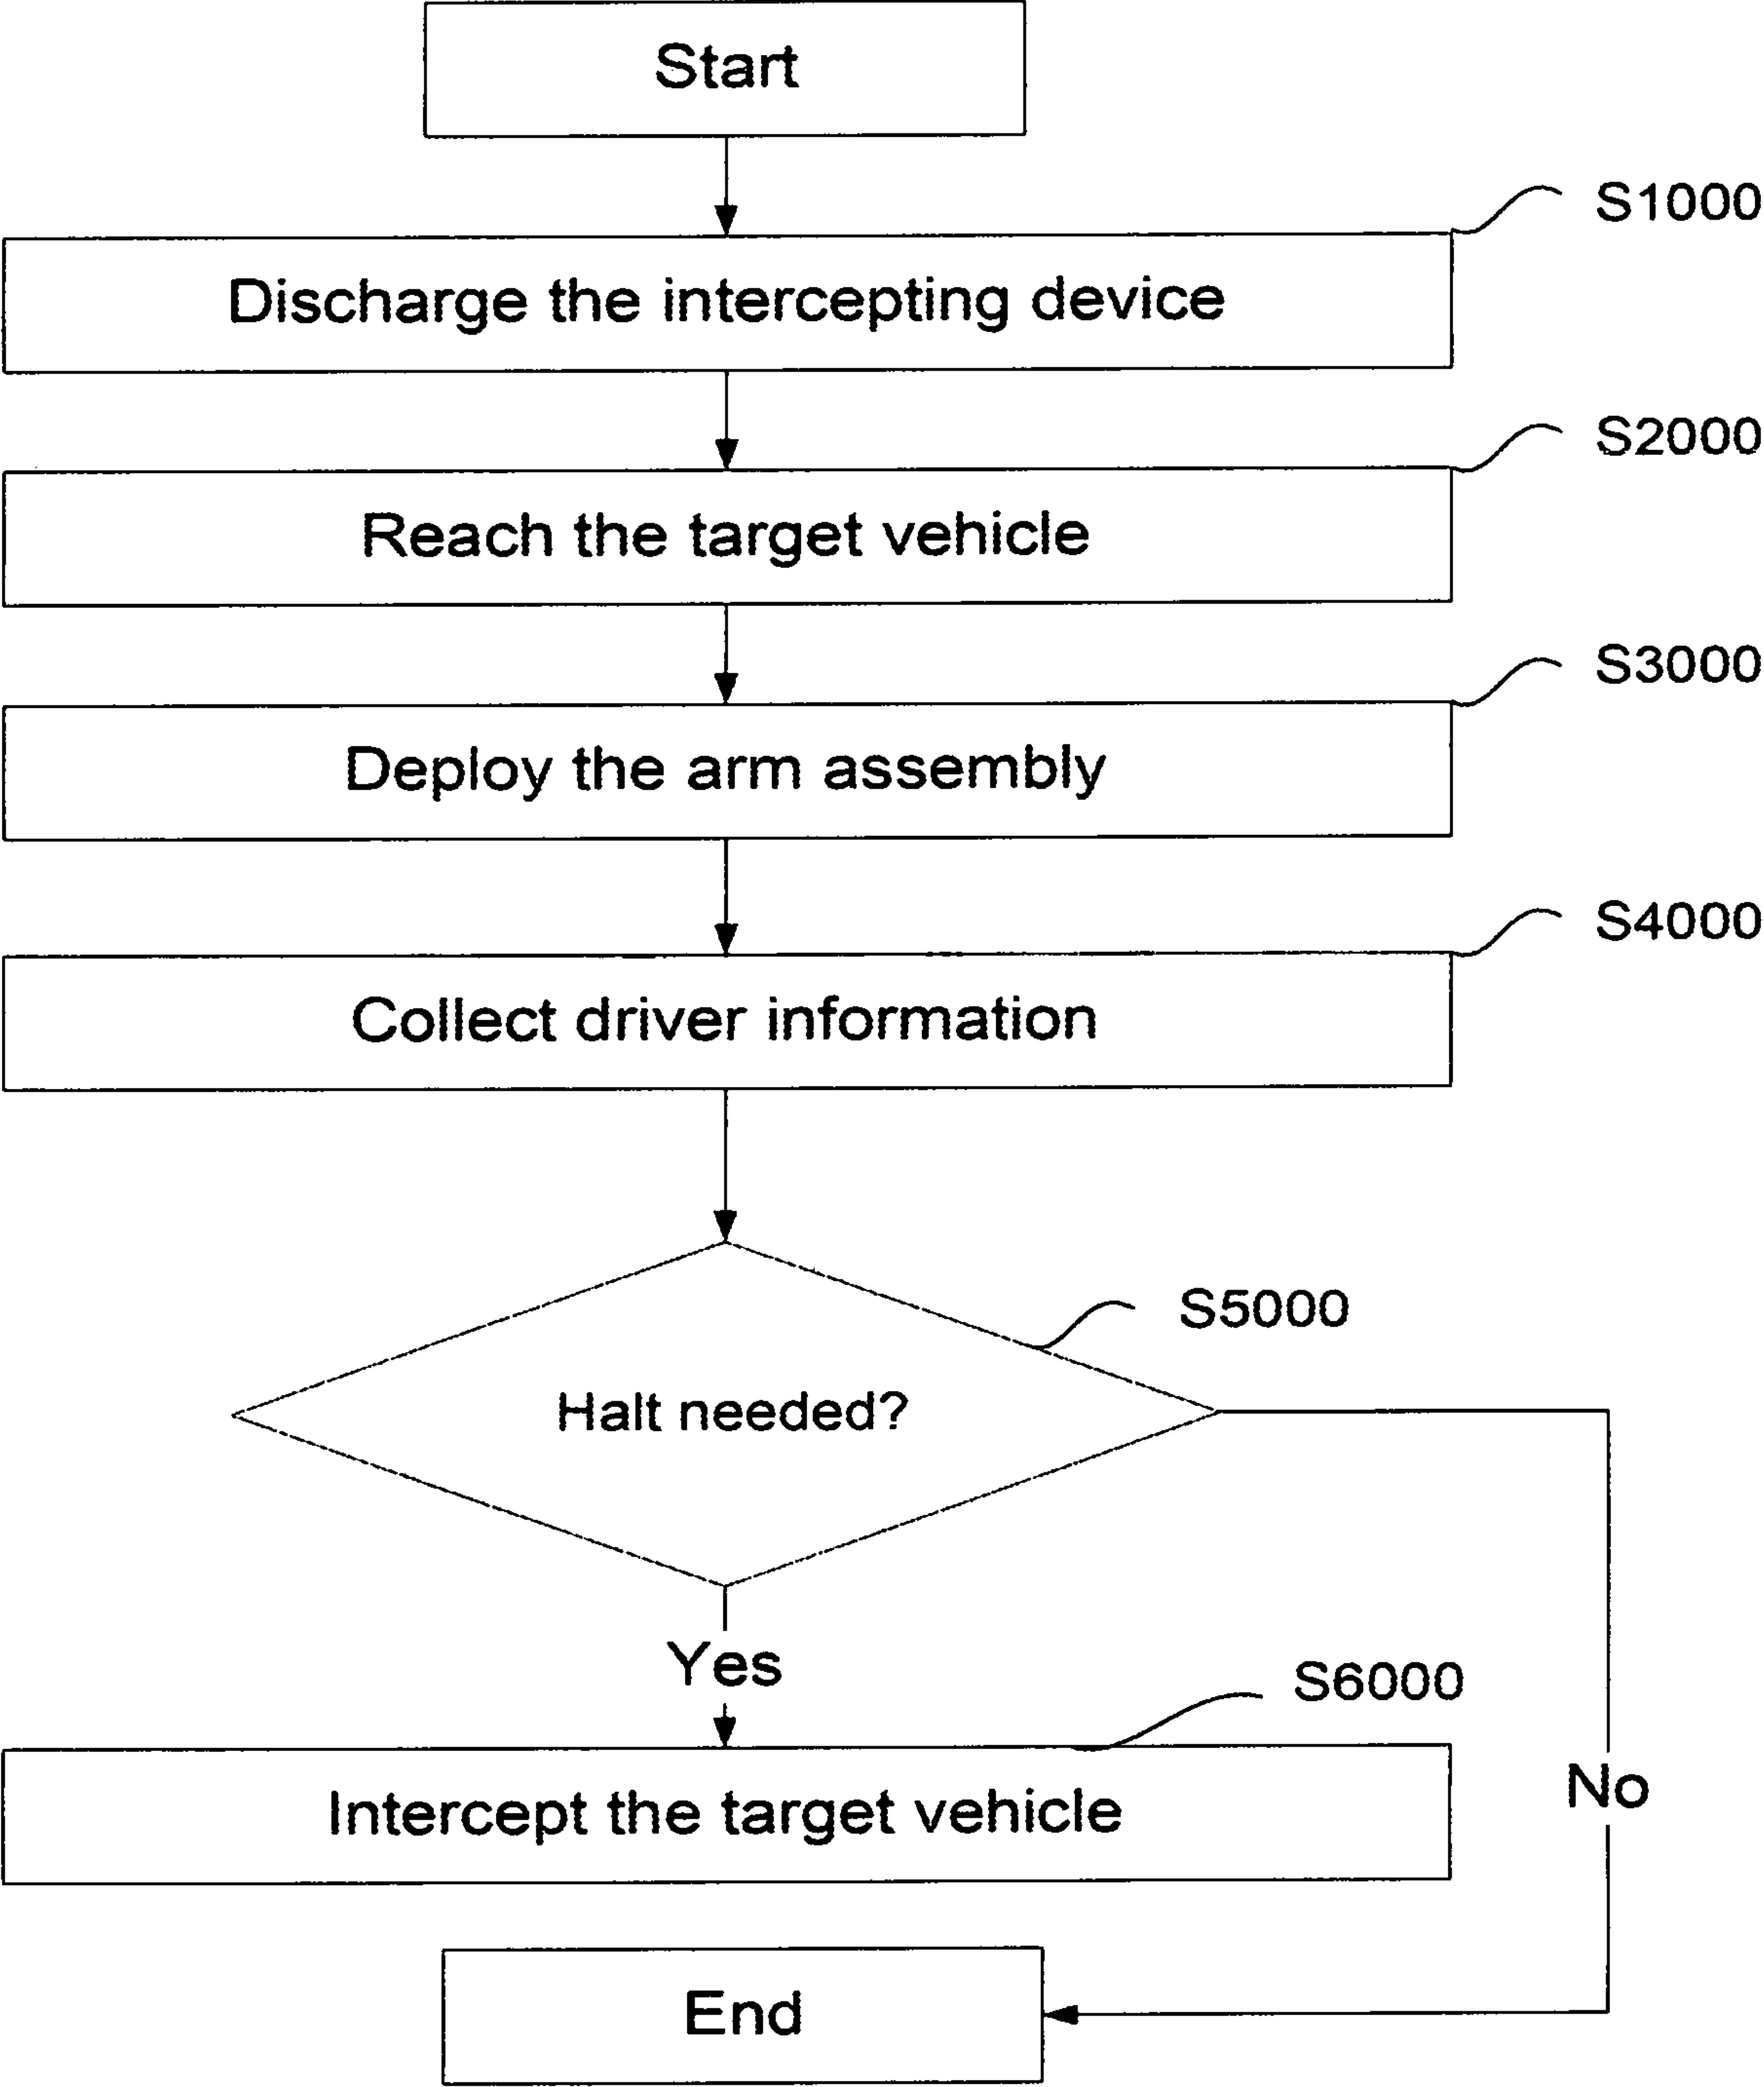 Start
S1000
Discharge the intercepting device
S2000
Reach the target vehicle
S3000
Deploy the arm assembly
S4000
Collect driver information
S5000
Halt needed?
Yes
S6000
Intercept the target vehicle
No
End